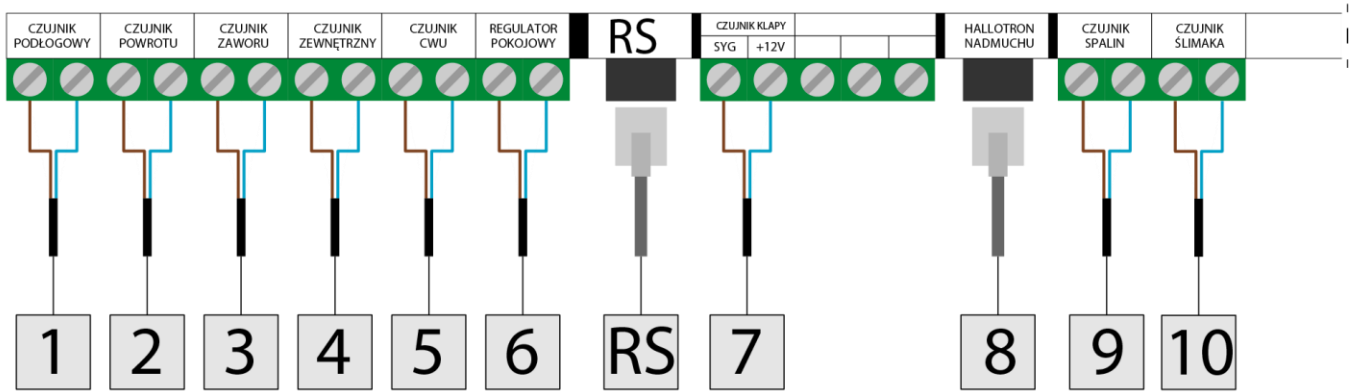 CZUJNIK
PODŁOGOWY
CZUJNIK
POWROTU
CZUJNIK
ZAWORU
CZUJNIK
ZEWNĘTRZNY
CZUJNIK
CWU
REGULATOR
POKOJOWY
RS
CZUJNIK KLAPY
SYG +12V
HALLOTRON
NADMUCHU
CZUJNIK
SPALIN
CZUJNIK
ŚLIMAKA
1 2 3 4 5 6 RS 7 8 9 10